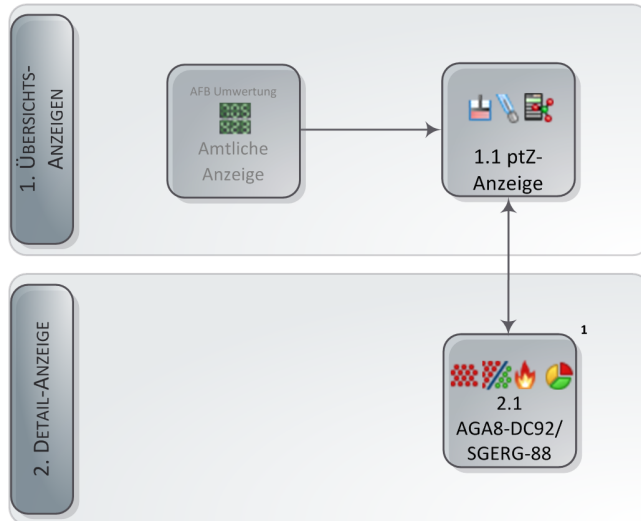 1. ÜBERSICHTS-
ANZEIGEN
AFB Umwertung
Amtliche
Anzeige
1.1 ptZ-
Anzeige
2. DETAIL-ANZEIGE
1
2.1
AGA8-DC92/
SGERG-88